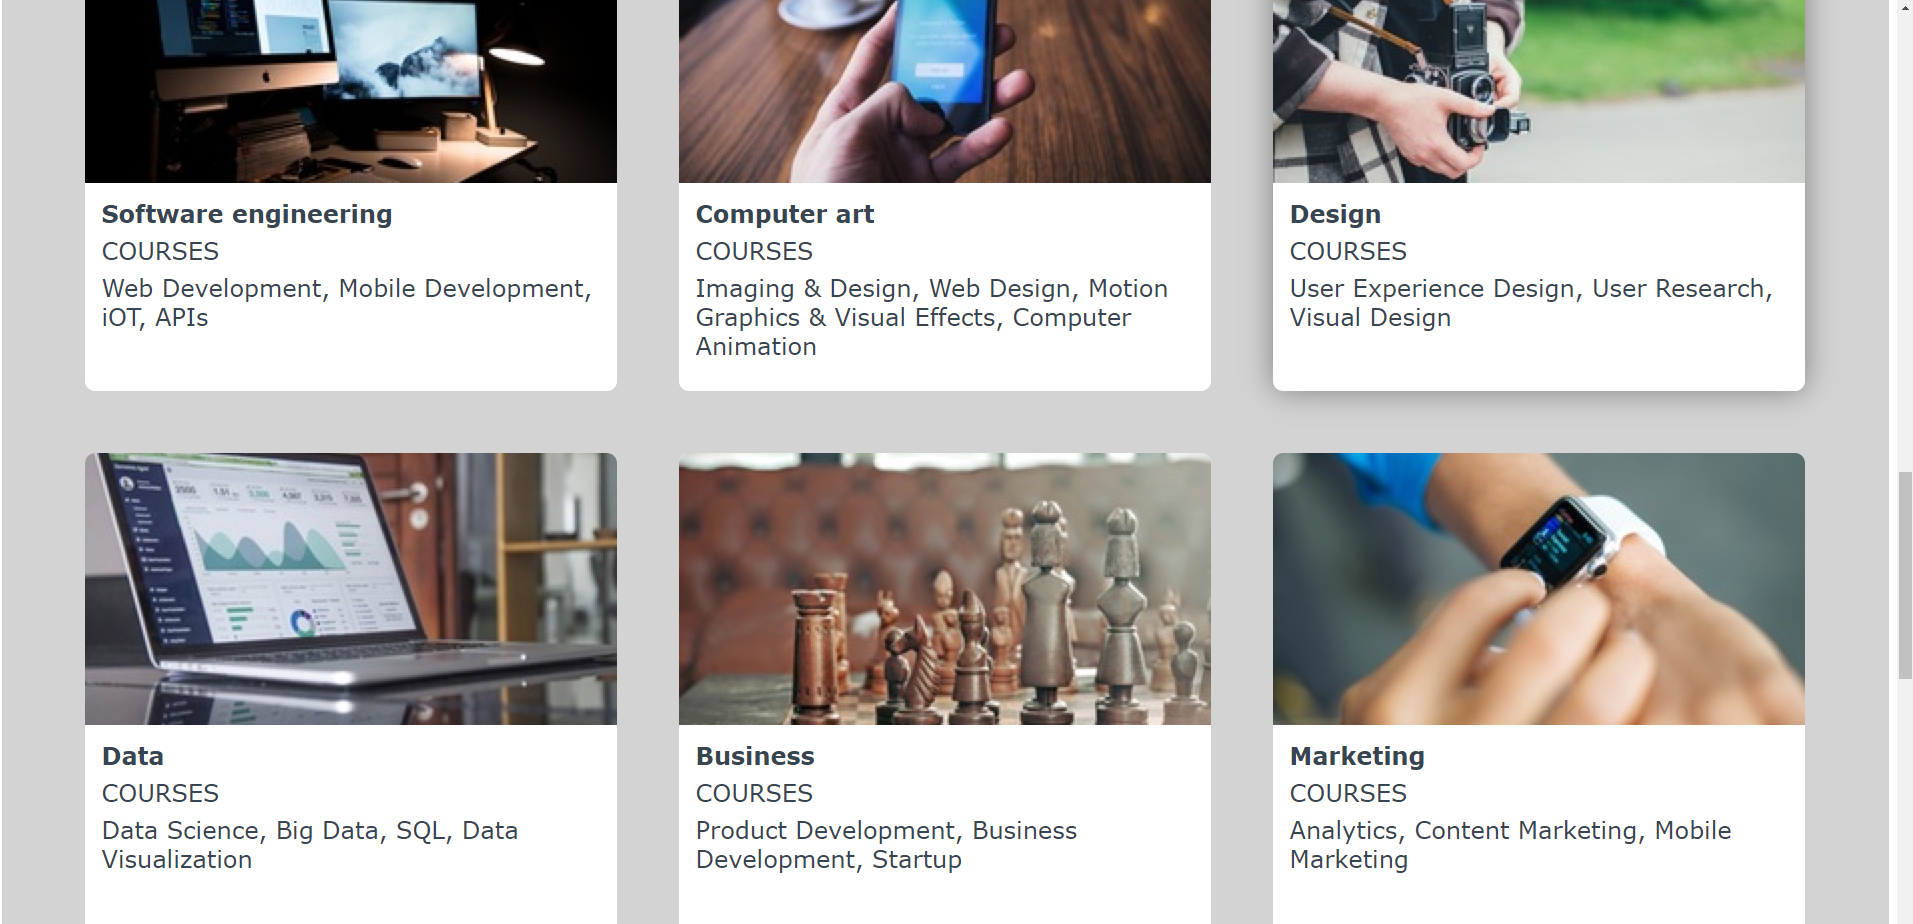 Software engineering
COURSES
Web Development, Mobile Development,
iOT, APIs
Computer art
COURSES
Imaging & Design, Web Design, Motion
Graphics & Visual Effects, Computer
Animation
Design
COURSES
User Experience Design, User Research,
Visual Design
Data
COURSES
Data Science, Big Data, SQL, Data
Visualization
Business
COURSES
Product Development, Business
Development, Startup
Marketing
COURSES
Analytics, Content Marketing, Mobile
Marketing